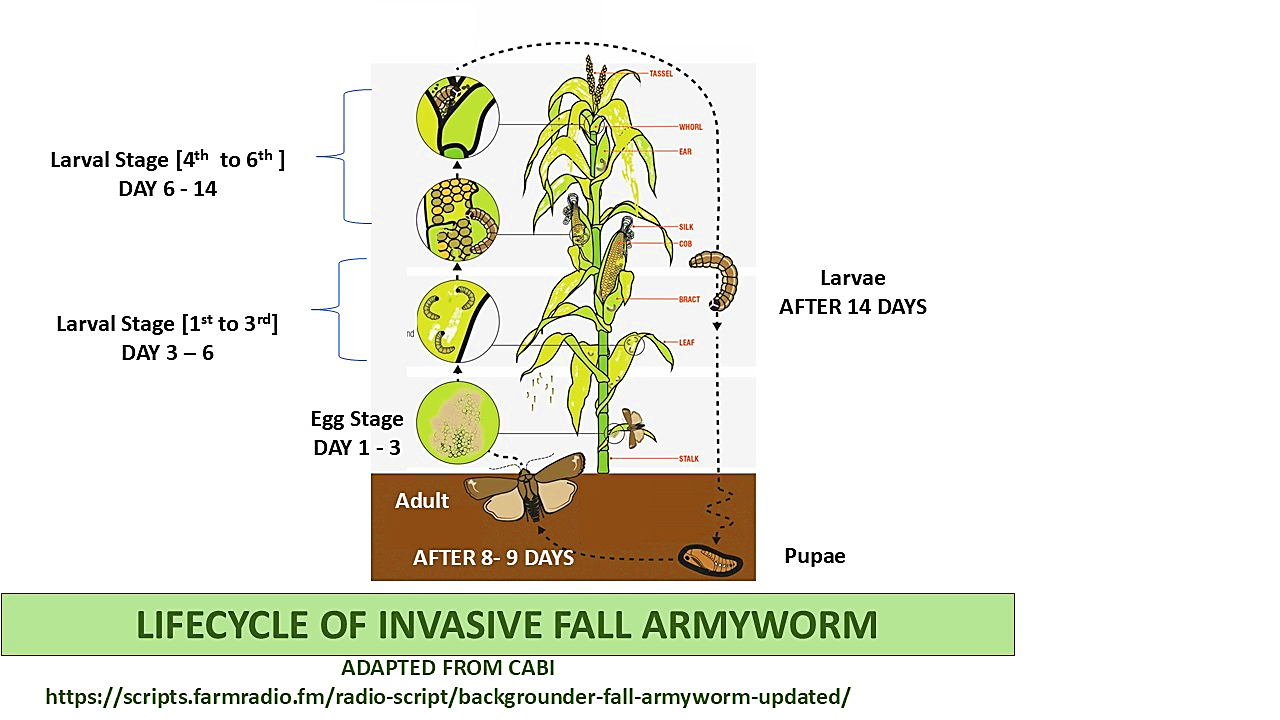 TASSEL
WHORL
EAR
Larval Stage [4th to 6th ]
DAY 6 - 14
SILK
COB
Larvae
AFTER 14 DAYS
BRACT
Larval Stage [1st to 3rd]
DAY 3 – 6
nd
LEAF
Egg Stage
DAY 1 - 3
STALK
Adult
AFTER 8- 9 DAYS
Pupae
LIFECYCLE OF INVASIVE FALL ARMYWORM
ADAPTED FROM CABI
https://scripts.farmradio.fm/radio-script/backgrounder-fall-armyworm-updated/